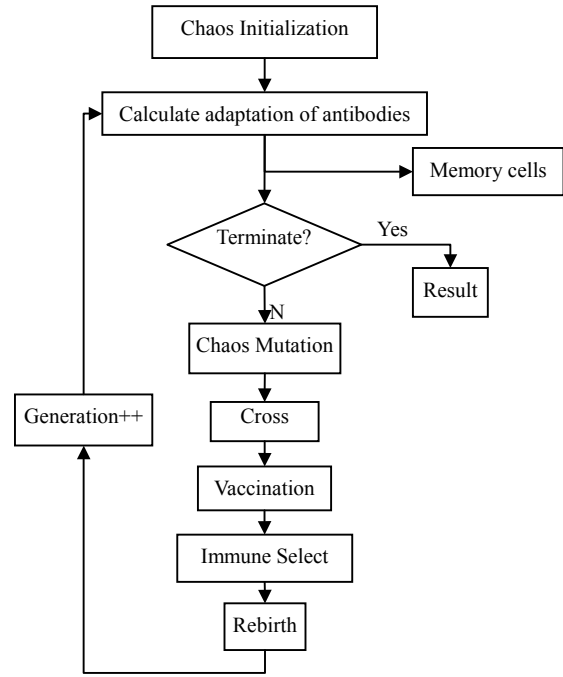 Chaos Initialization
Calculate adaptation of antibodies
Memory cells
Terminate?
Yes
Result
N
Chaos Mutation
Generation++
Cross
Vaccination
Immune Select
Rebirth